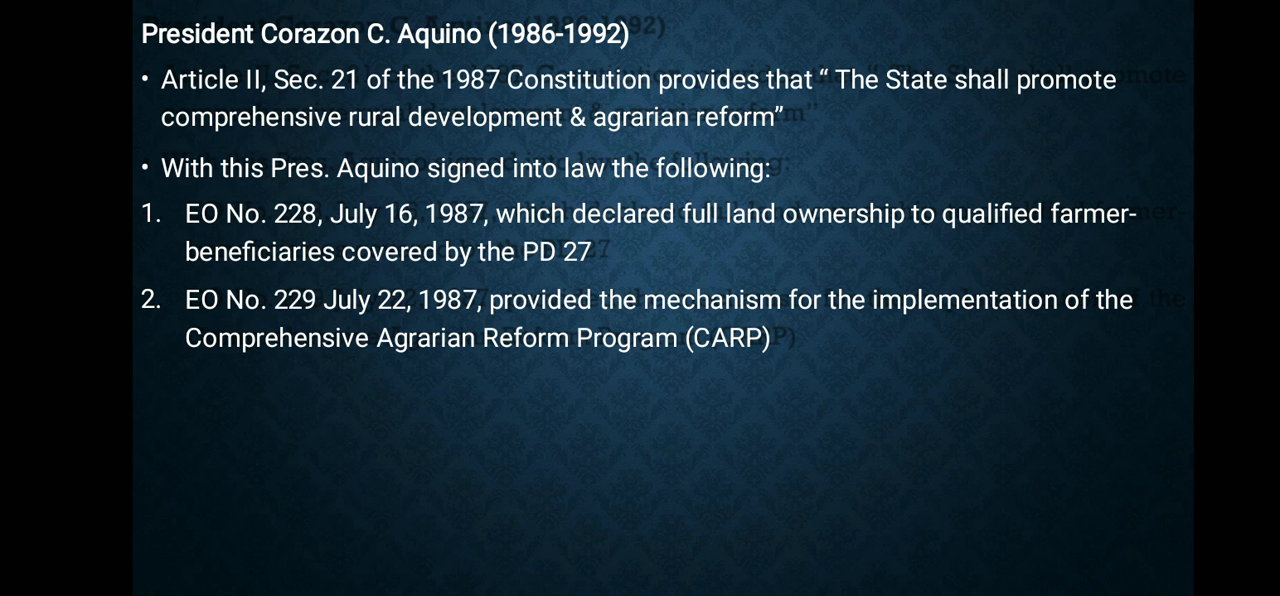 President Corazon C. Aquino (1986-1992)
• Article II, Sec. 21 of the 1987 Constitution provides that “ The State shall promote
comprehensive rural development & agrarian reform”
• With this Pres. Aquino signed into law the following:
1. EO No. 228, July 16, 1987, which declared full land ownership to qualified farmer-
beneficiaries covered by the PD 27
2. EO No. 229 July 22, 1987, provided the mechanism for the implementation of the
Comprehensive Agrarian Reform Program (CARP)